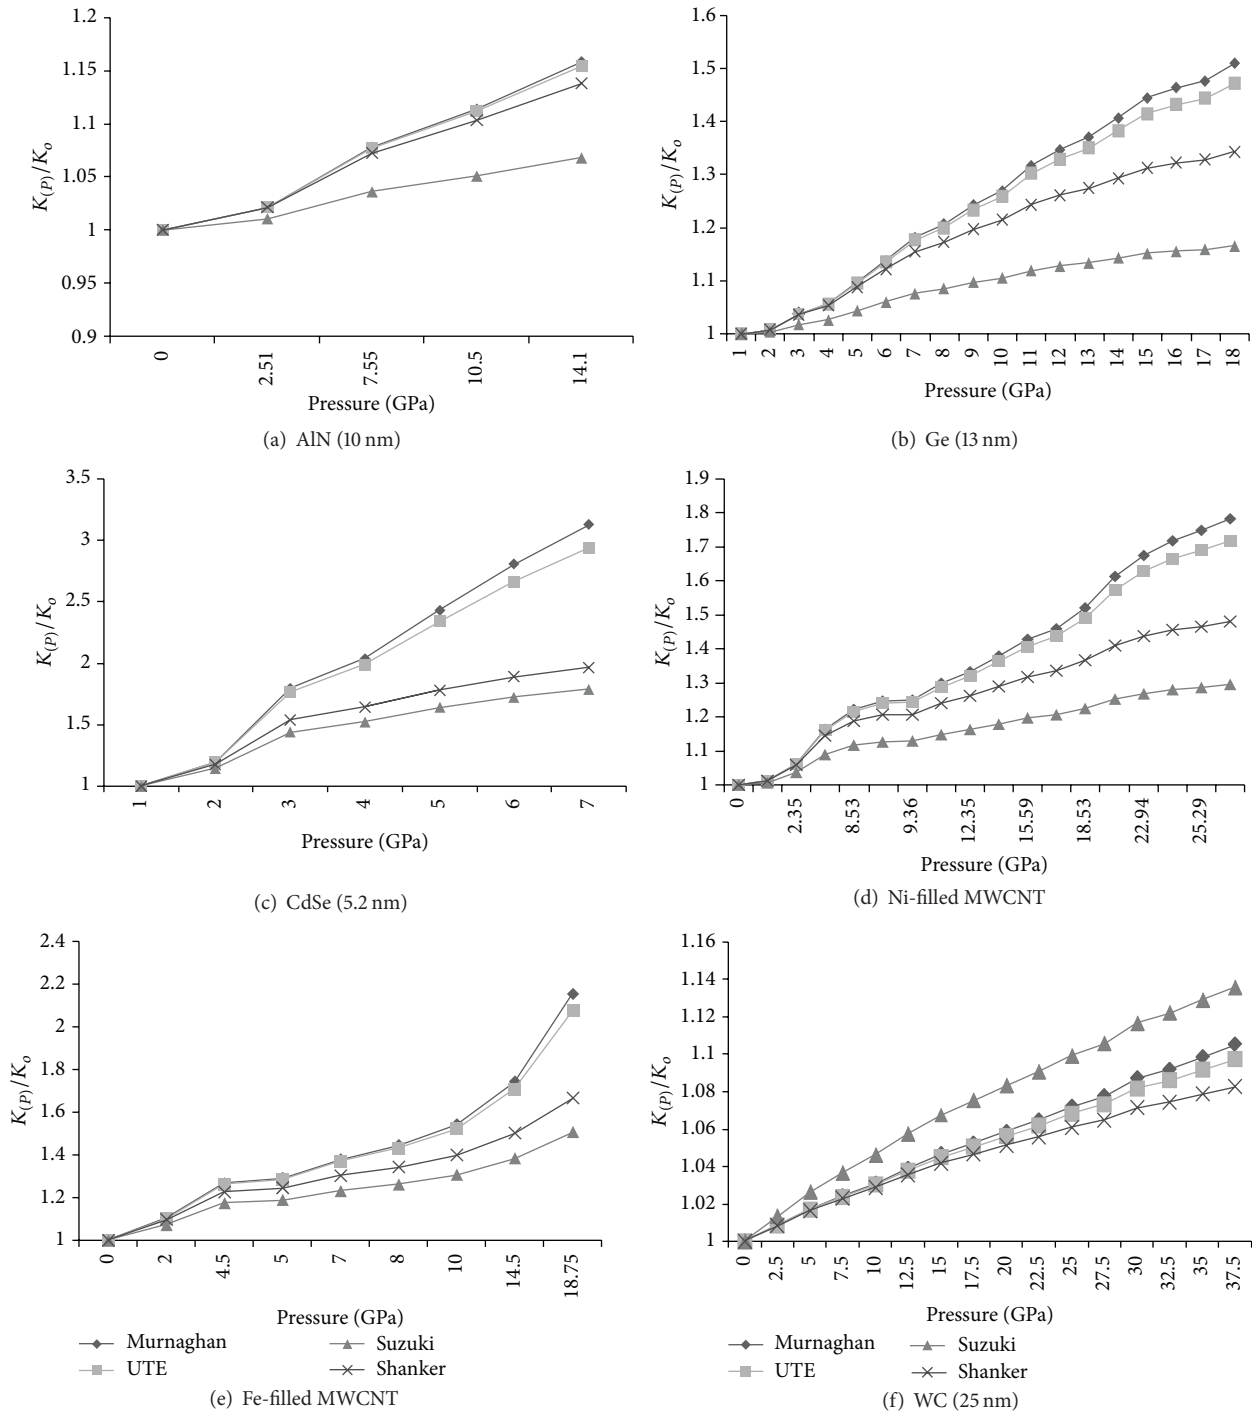 1.2
1.15
1.1
1.05
1
0.95
0.9
K(P)/Ko
0 2.51 7.55 10.5 14.1
Pressure (GPa)
(a) AlN (10 nm)
1.6
1.5
1.4
1.3
1.2
1.1
1
K(P)/Ko
1 2 3 4 5 6 7 8 9 10 11 12 13 14 15 16 17 18
Pressure (GPa)
(b) Ge (13 nm)
3.5
3
2.5
2
1.5
1
K(P)/Ko
1 2 3 4 5 6 7
Pressure (GPa)
(c) CdSe (5.2 nm)
1.9
1.8
1.7
1.6
1.5
1.4
1.3
1.2
1.1
1
K(P)/Ko
0 2.35 8.53 9.36 12.35 15.59 18.53 22.94 25.29
Pressure (GPa)
(d) Ni-filled MWCNT
2.4
2.2
2
1.8
1.6
1.4
1.2
1
K(P)/Ko
0 2 4.5 5 7 8 10 14.5 18.75
Pressure (GPa)
Murnaghan
UTE
Suzuki
Shanker
(e) Fe-filled MWCNT
1.16
1.14
1.12
1.1
1.08
1.06
1.04
1.02
1
K(P)/Ko
0 2.5 5 7.5 10 12.5 15 17.5 20 22.5 25 27.5 30 32.5 35 37.5
Pressure (GPa)
Murnaghan
UTE
Suzuki
Shanker
(f) WC (25 nm)